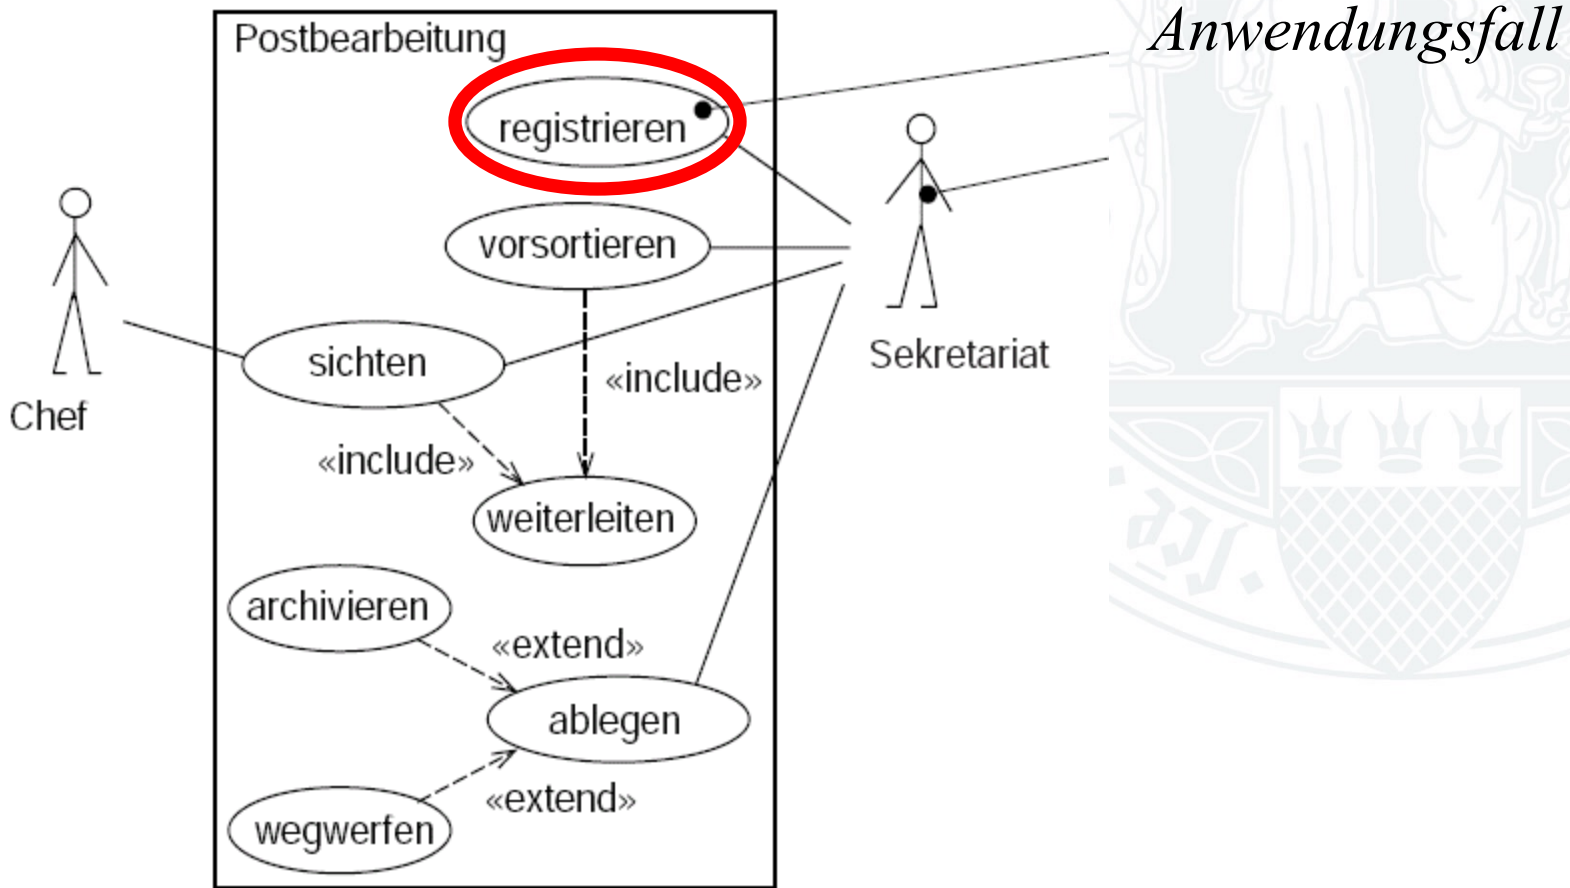 Anwendungsfall
Postbearbeitung
registrieren
vorsortieren
sichten
«include»
Sekretariat
Chef
«include»
weiterleiten
archivieren
«extend»
ablegen
«extend»
wegwerfen